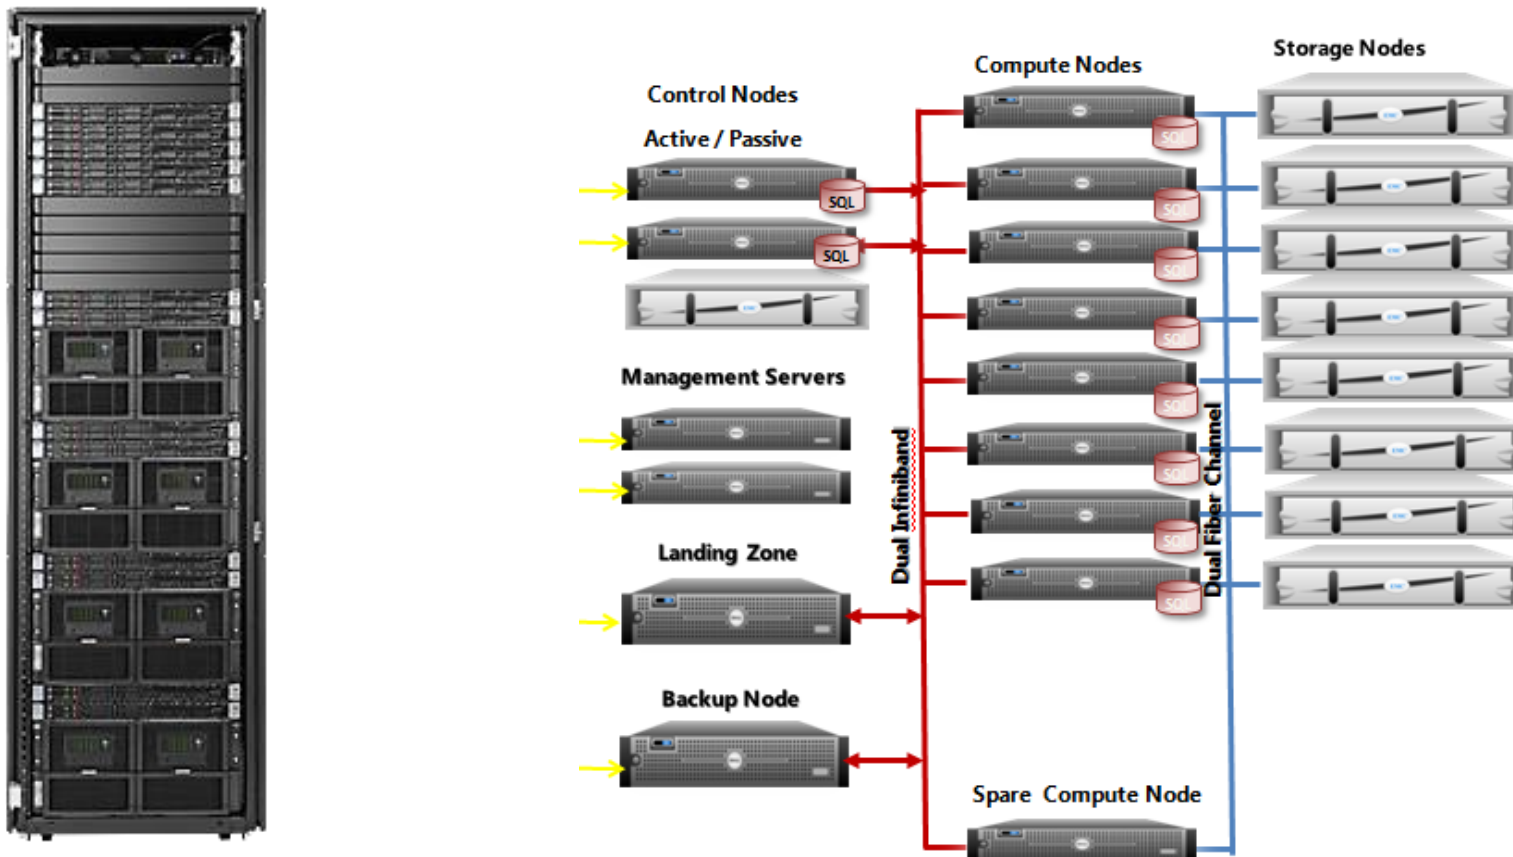 Control Nodes
Active / Passive
SQL
SQL
Management Servers
Landing Zone
Backup Node
Dual Infiniband
Compute Nodes
SQL
SQL
SQL
SQL
SQL
SQL
SQL
SQL
Spare Compute Node
Dual Fiber Channel
Storage Nodes